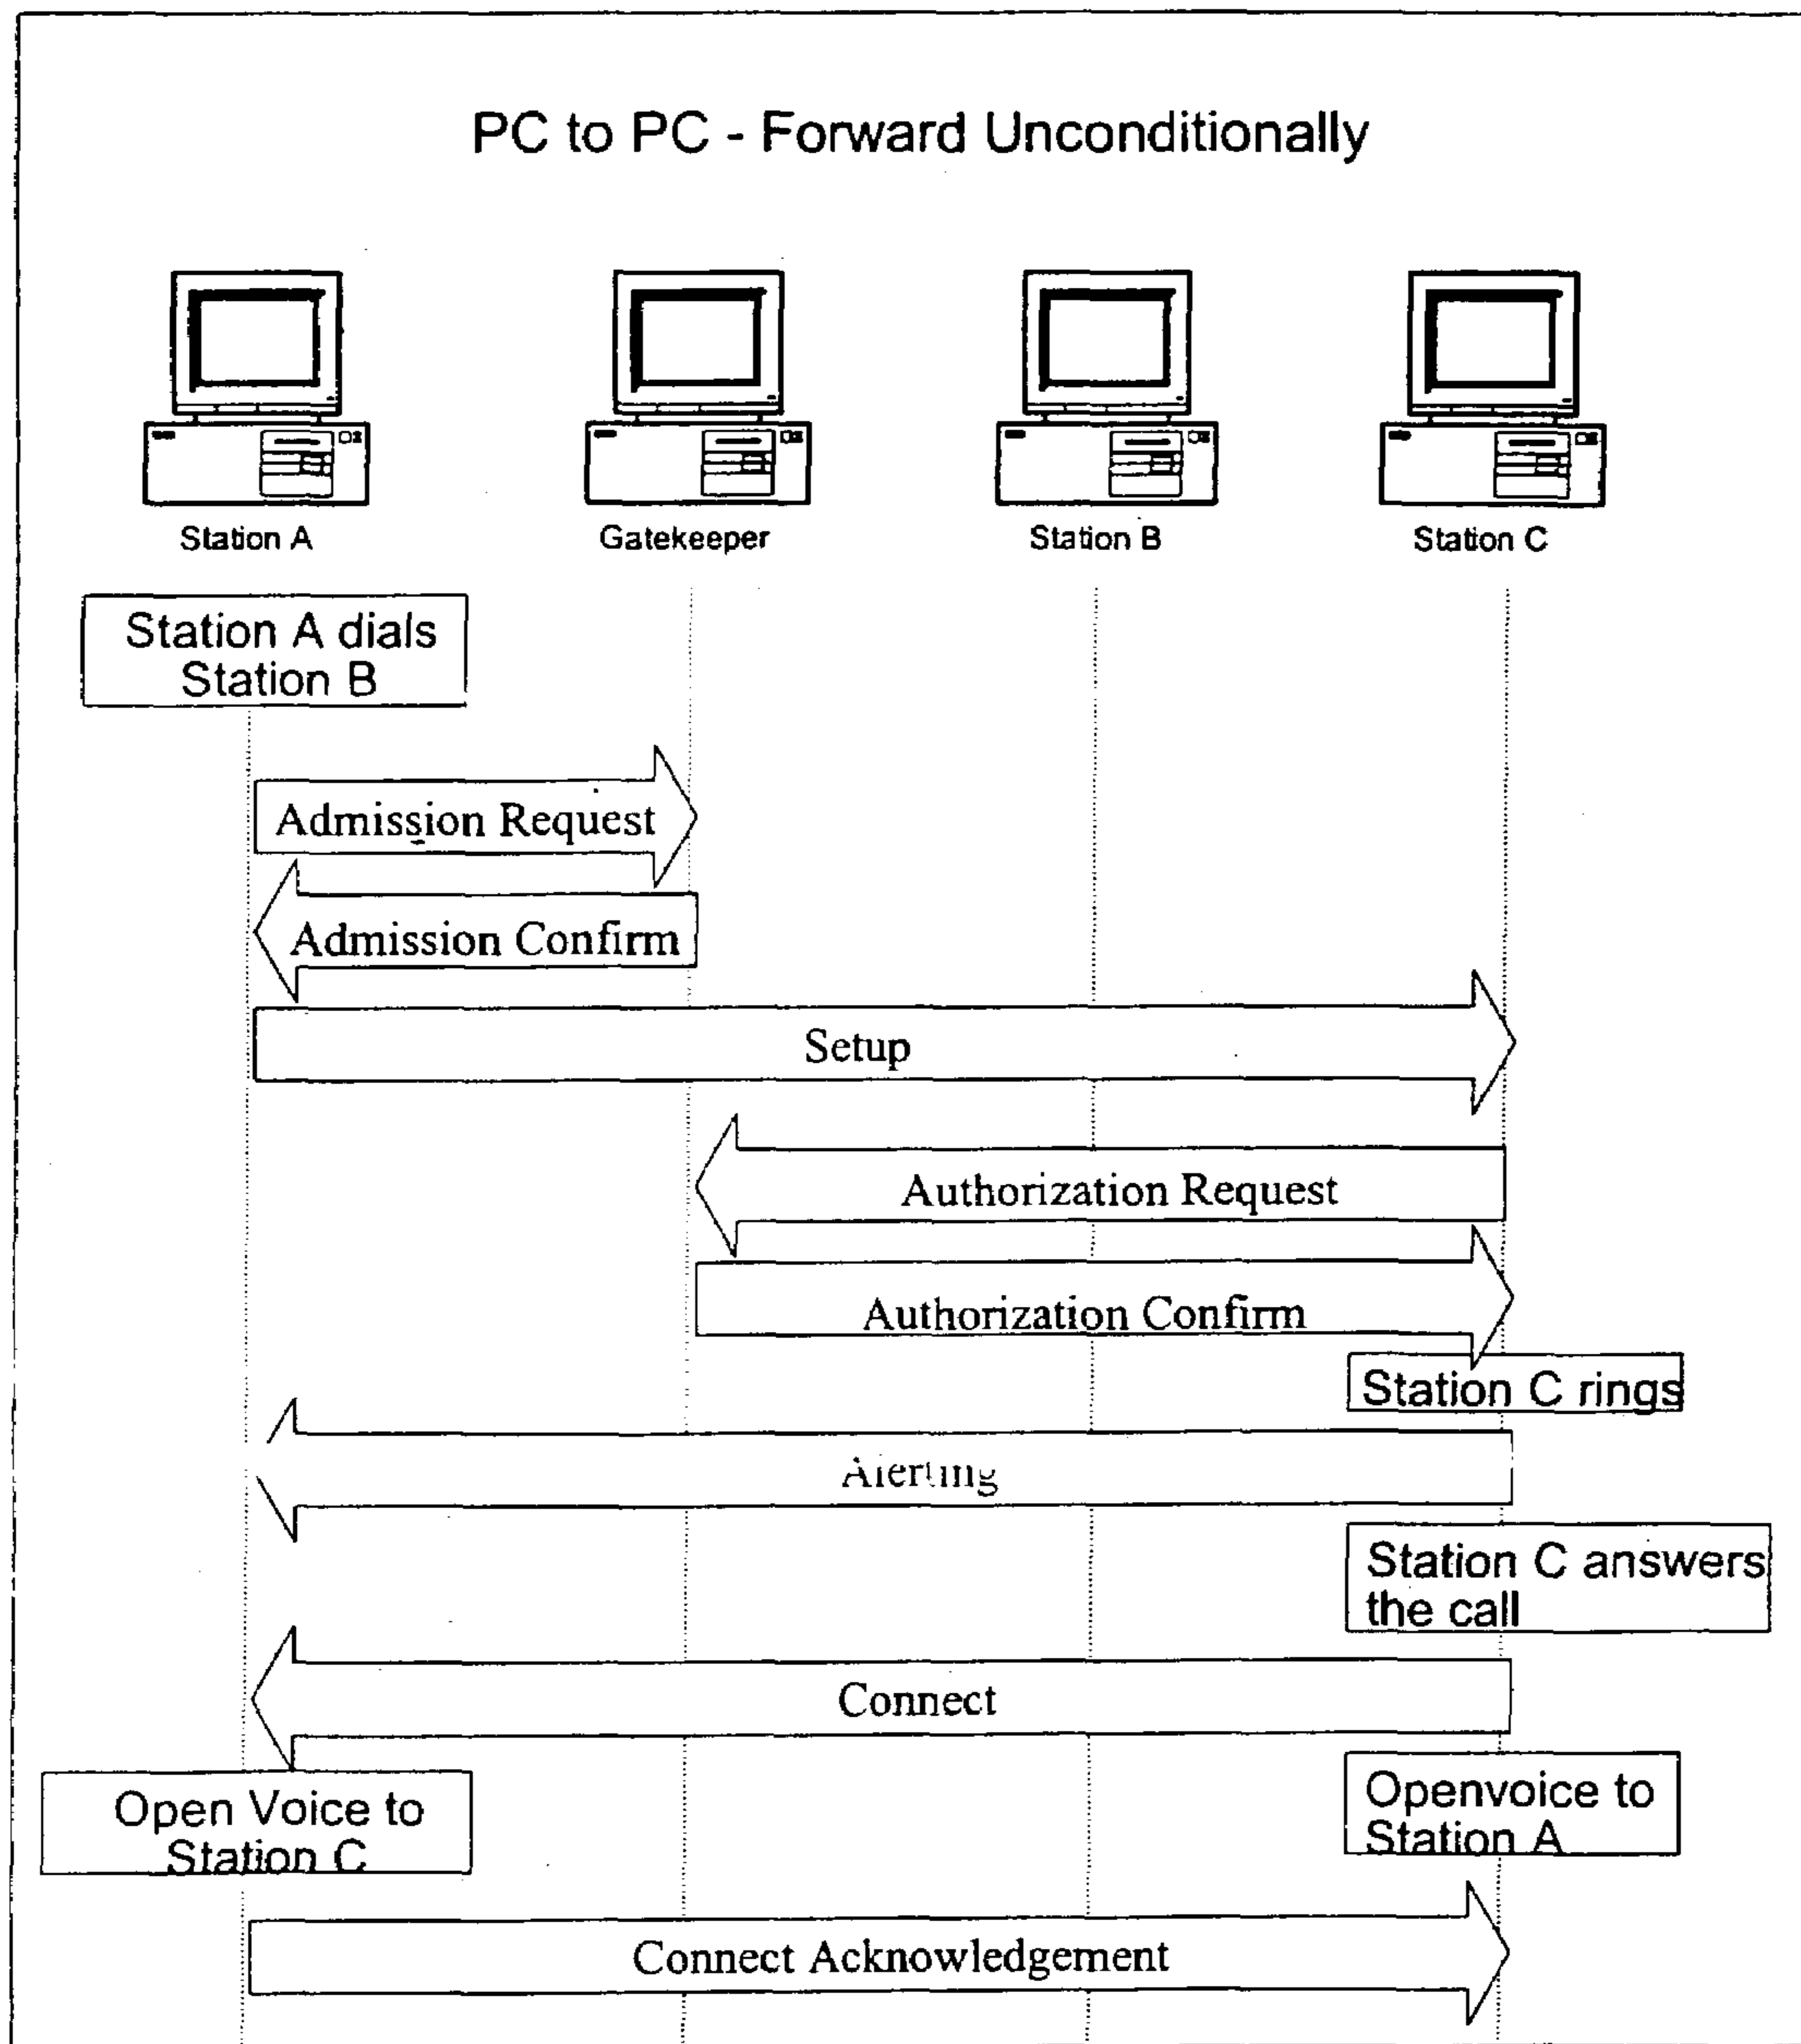 PC to PC - Forward Unconditionally
Station A
Gatekeeper
Station B
Station C
Station A dials
Station B
Admission Request
Admission Confirm
Setup
Authorization Request
Authorization Confirm
Station C rings
Alerting
Station C answers
the call
Connect
Open Voice to
Station C
Openvoice to
Station A
Connect Acknowledgement